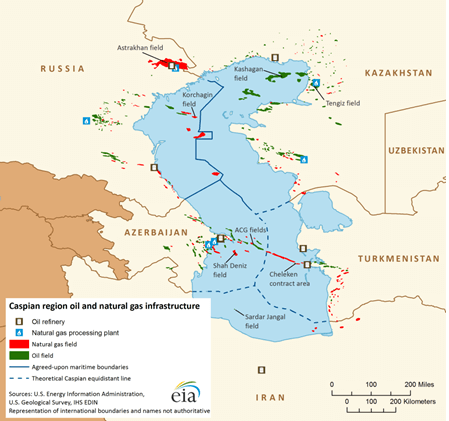 Astrakhan field
RUSSIA
Kashagan
field
KAZAKHSTAN
Korchagin
field
Tengiz field
UZBEKISTAN
AZERBAIJAN
ACG fields
TURKMENISTAN
Shah Deniz
field
Cheleken
contract area
Sardar Jangal
field
IRAN
Caspian region oil and natural gas infrastructure
Oil refinery
Natural gas processing plant
Natural gas field
Oil field
Agreed-upon maritime boundaries
Theoretical Caspian equidistant line
Sources: U.S. Energy Information Administration,
U.S. Geological Survey, IHS EDIN
Representation of international boundaries and names not authoritative
eia
0 100 200 Miles
0 100 200 Kilometers